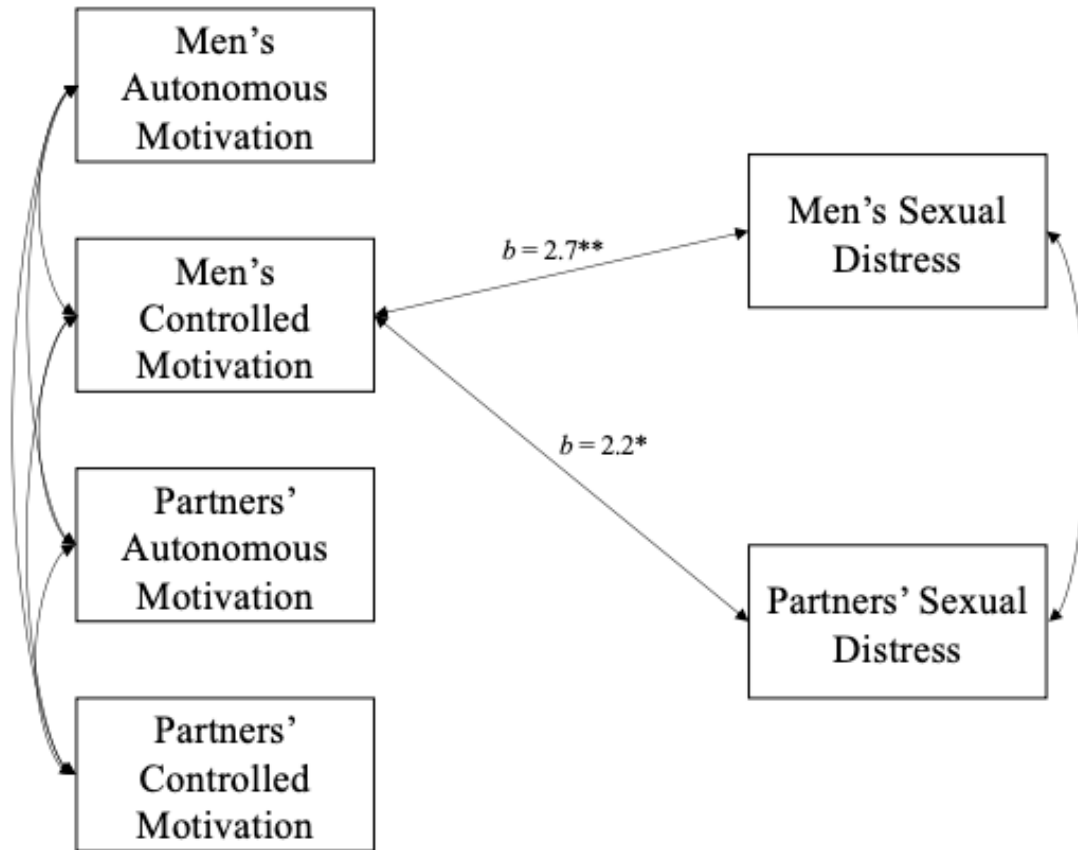 Men’s
Autonomous
Motivation
Men’s
Controlled
Motivation
Partners’
Autonomous
Motivation
Partners’
Controlled
Motivation
b = 2.7**
b = 2.2*
Men’s Sexual
Distress
Partners’ Sexual
Distress